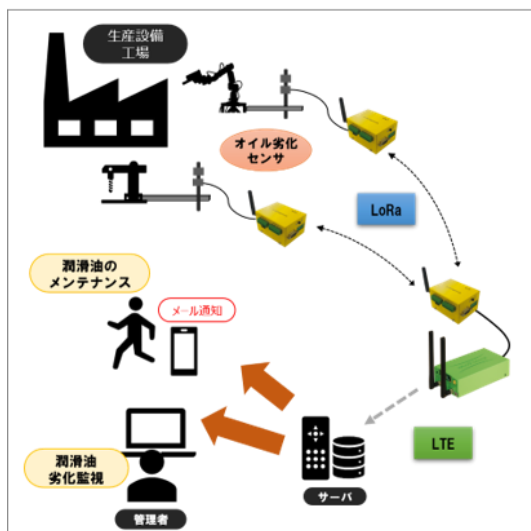 生産設備
工場
オイル劣化
センサ
LoRa
潤滑油の
メンテナンス
メール通知
LTE
潤滑油
劣化監視
サーバ
管理者